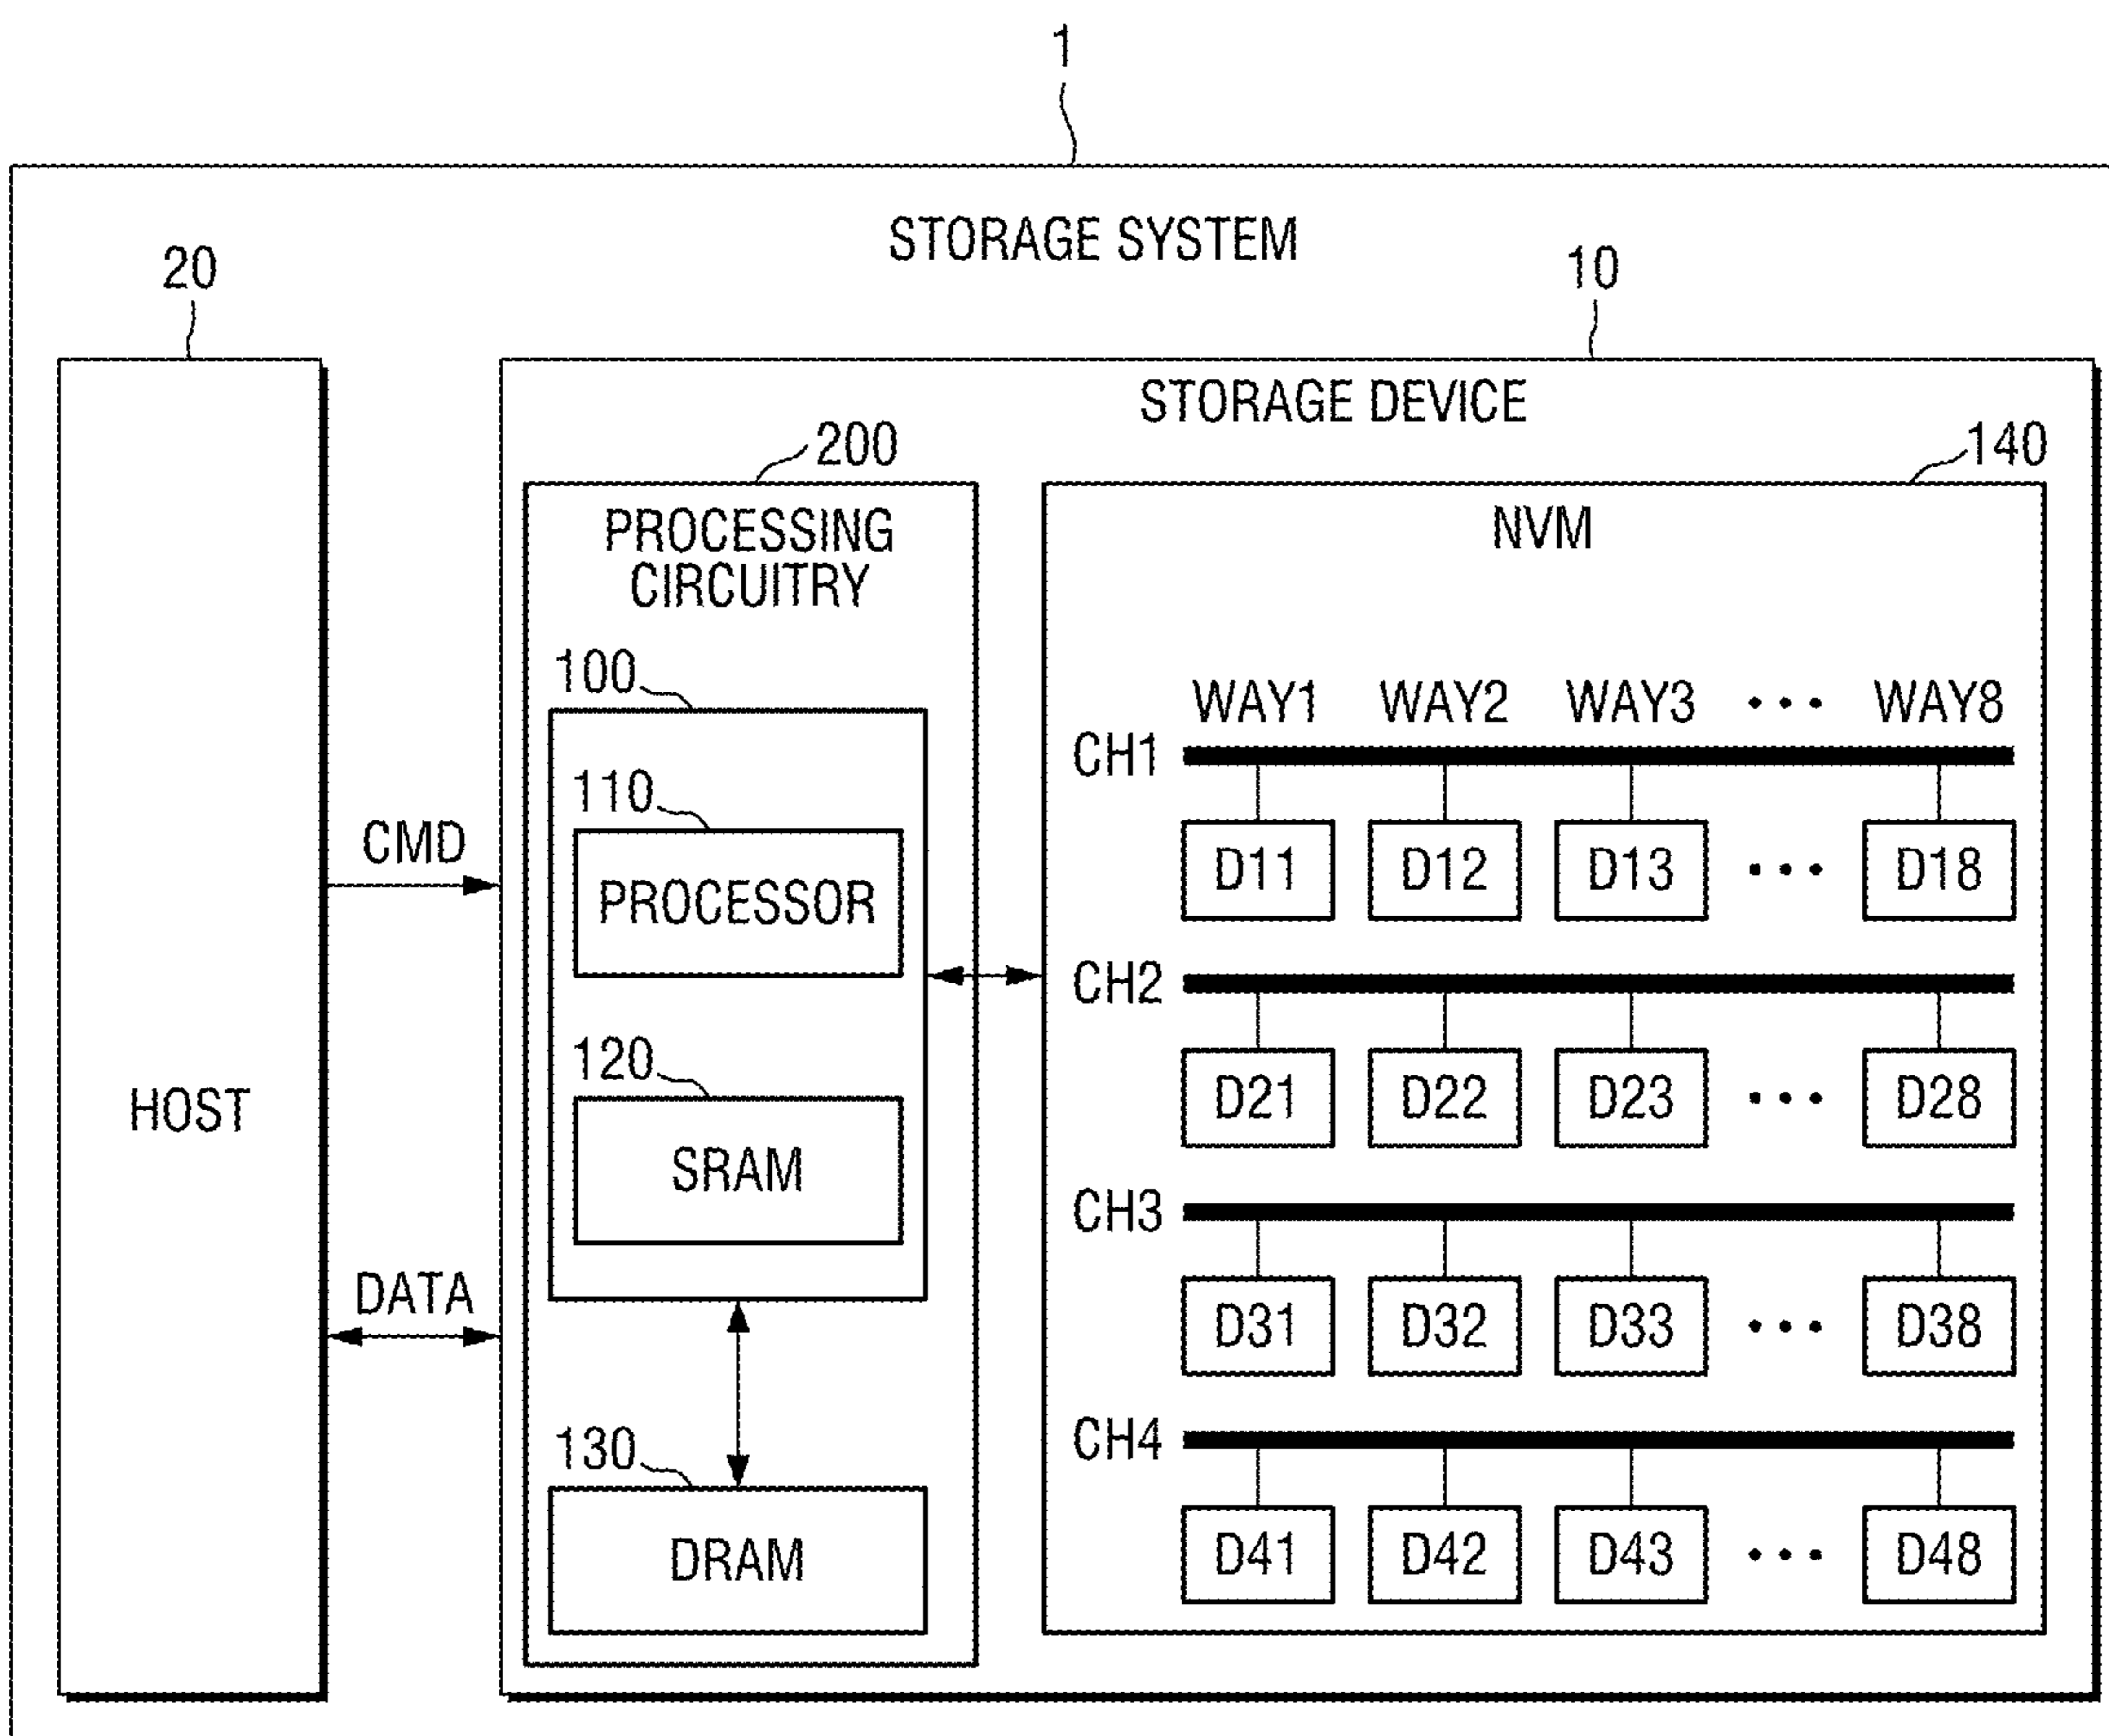 1
STORAGE SYSTEM
20
10
STORAGE DEVICE
200
140
PROCESSING
CIRCUITRY
NVM
100
WAY1 WAY2 WAY3 ••• WAY8
CH1
110
CMD
PROCESSOR
D11 D12 D13 ••• D18
CH2
120
HOST
SRAM
D21 D22 D23 ••• D28
CH3
DATA
D31 D32 D33 ••• D38
130
CH4
DRAM
D41 D42 D43 ••• D48